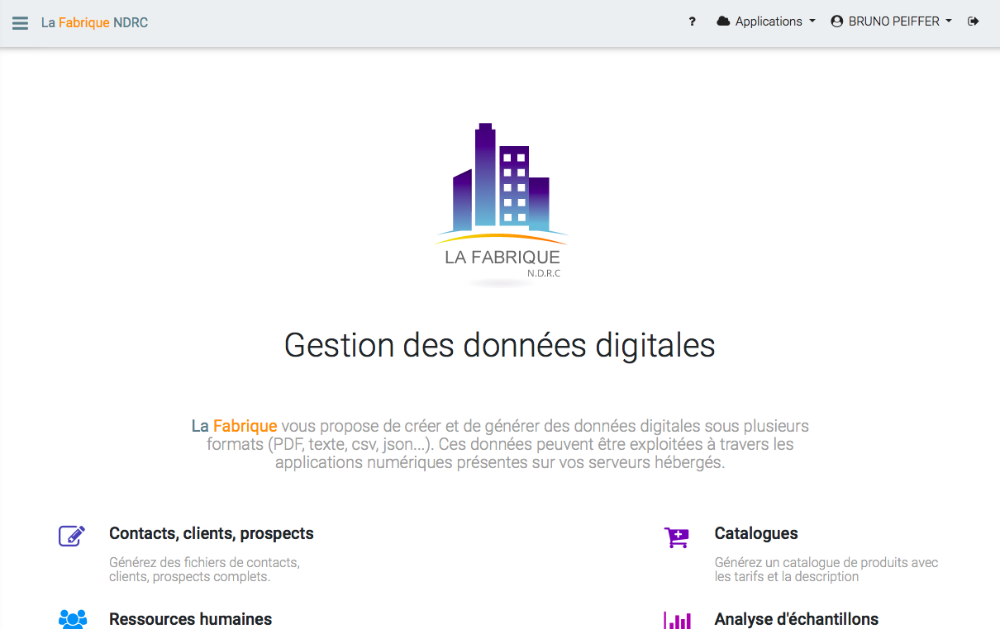 La Fabrique NDRC
? Applications BRUNO PEIFFER
LA FABRIQUE
N.D.R.C
Gestion des données digitales
La Fabrique vous propose de créer et de générer des données digitales sous plusieurs
formats (PDF, texte, csv, json...). Ces données peuvent être exploitées à travers les
applications numériques présentes sur vos serveurs hébergés.
Contacts, clients, prospects
Générez des fichiers de contacts,
clients, prospects complets.
Catalogues
Générez un catalogue de produits avec
les tarifs et la description
Ressources humaines
Analyse d'échantillons